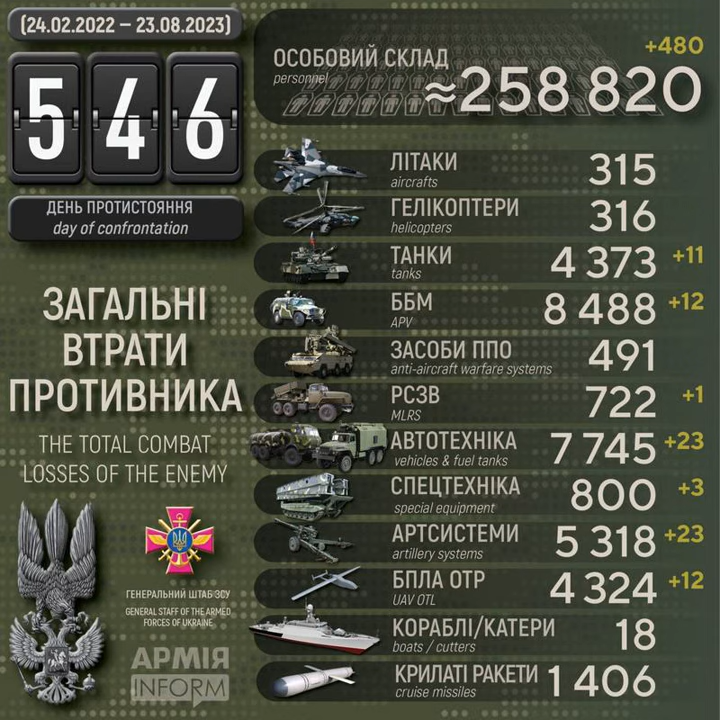 (24.02.2022 – 23.08.2023)
546
ДЕНЬ ПРОТИСТОЯННЯ
day of confrontation
ЗАГАЛЬНІ
ВТРАТИ
ПРОТИВНИКА
THE TOTAL COMBAT
LOSSES OF THE ENEMY
ГЕНЕРАЛЬНИЙ ШТАБ ЗСУ
GENERAL STAFF OF THE ARMED
FORCES OF UKRAINE
АРМІЯ
INFORM
ОСОБОВИЙ СКЛАД
personnel
≈258 820 +480
ЛІТАКИ 315
aircrafts
ГЕЛІКОПТЕРИ 316
helicopters
ТАНКИ 4 373 +11
tanks
ББМ 8 488 +12
APV
ЗАСОБИ ППО 491
anti-aircraft warfare systems
РСЗВ 722 +1
MLRS
АВТОТЕХНІКА 7 745 +23
vehicles & fuel tanks
СПЕЦТЕХНІКА 800 +3
special equipment
АРТСИСТЕМИ 5 318 +23
artillery systems
БПЛА ОТР 4 324 +12
UAV OTL
КОРАБЛІ/КАТЕРИ 18
boats / cutters
КРИЛАТІ РАКЕТИ 1 406
cruise missiles